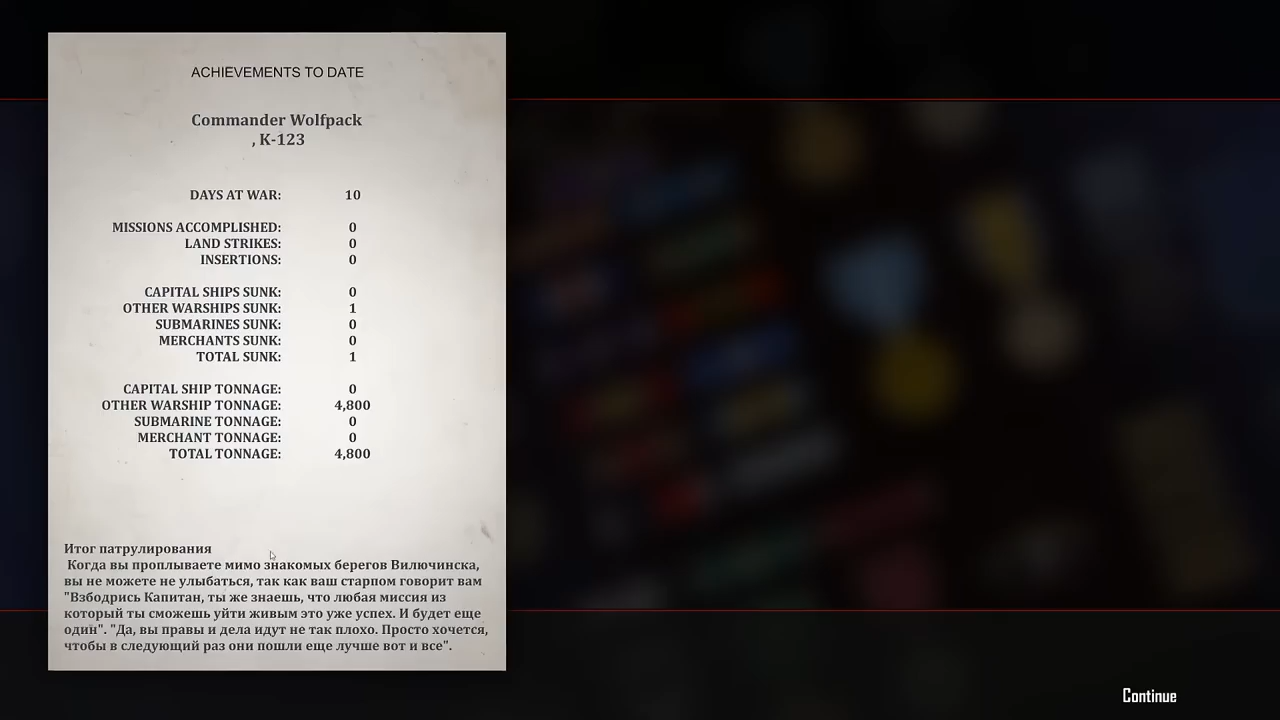 ACHIEVEMENTS TO DATE
Commander Wolfpack
, K-123
DAYS AT WAR: 10
MISSIONS ACCOMPLISHED: 0
LAND STRIKES: 0
INSERTIONS: 0
CAPITAL SHIPS SUNK: 0
OTHER WARSHIPS SUNK: 1
SUBMARINES SUNK: 0
MERCHANTS SUNK: 0
TOTAL SUNK: 1
CAPITAL SHIP TONNAGE: 0
OTHER WARSHIP TONNAGE: 4,800
SUBMARINE TONNAGE: 0
MERCHANT TONNAGE: 0
TOTAL TONNAGE: 4,800
Итог патрулирования
Когда вы проплываете мимо знакомых берегов Вилючинска,
вы не можете не улыбаться, так как ваш старпом говорит вам
"Взбодрись Капитан, ты же знаешь, что любая миссия из
который ты сможешь уйти живым это уже успех. И будет еще
один". "Да, вы правы и дела идут не так плохо. Просто хочется,
чтобы в следующий раз они пошли еще лучше вот и все".
Continue